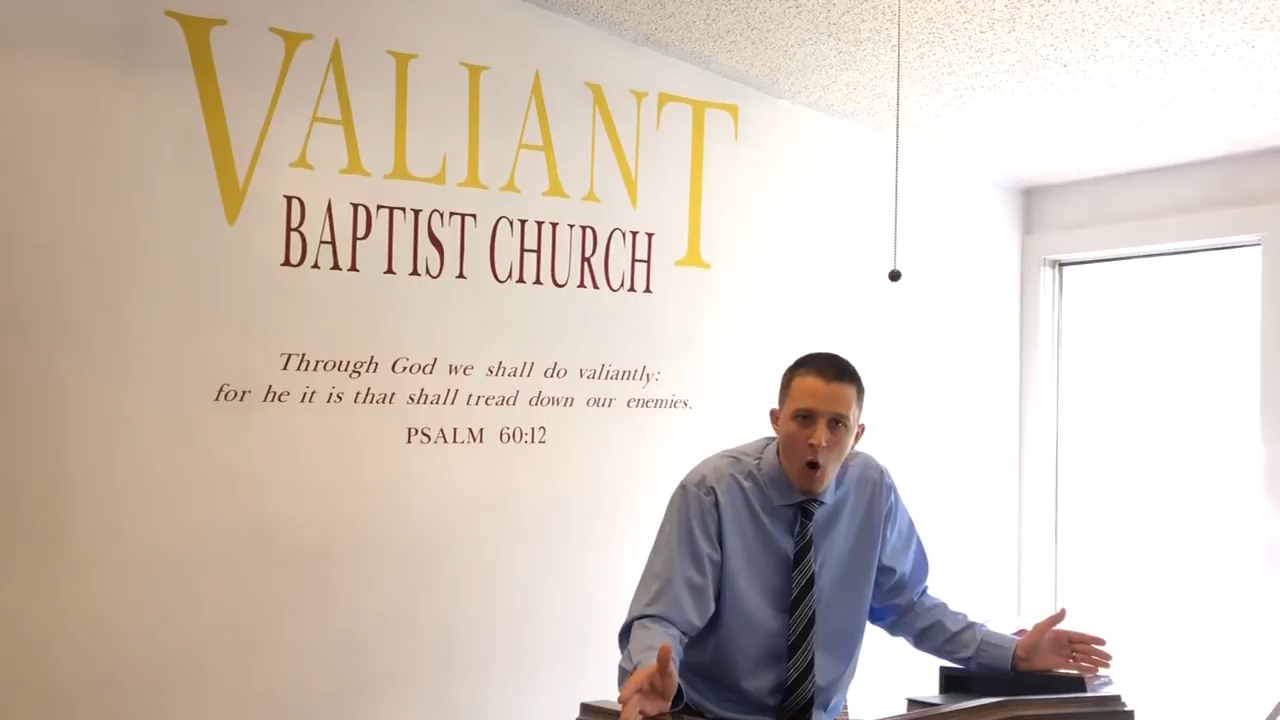 VALIANT
BAPTIST CHURCH
Through God we shall do valiantly:
for he it is that shall tread down our enemies.
PSALM 60:12